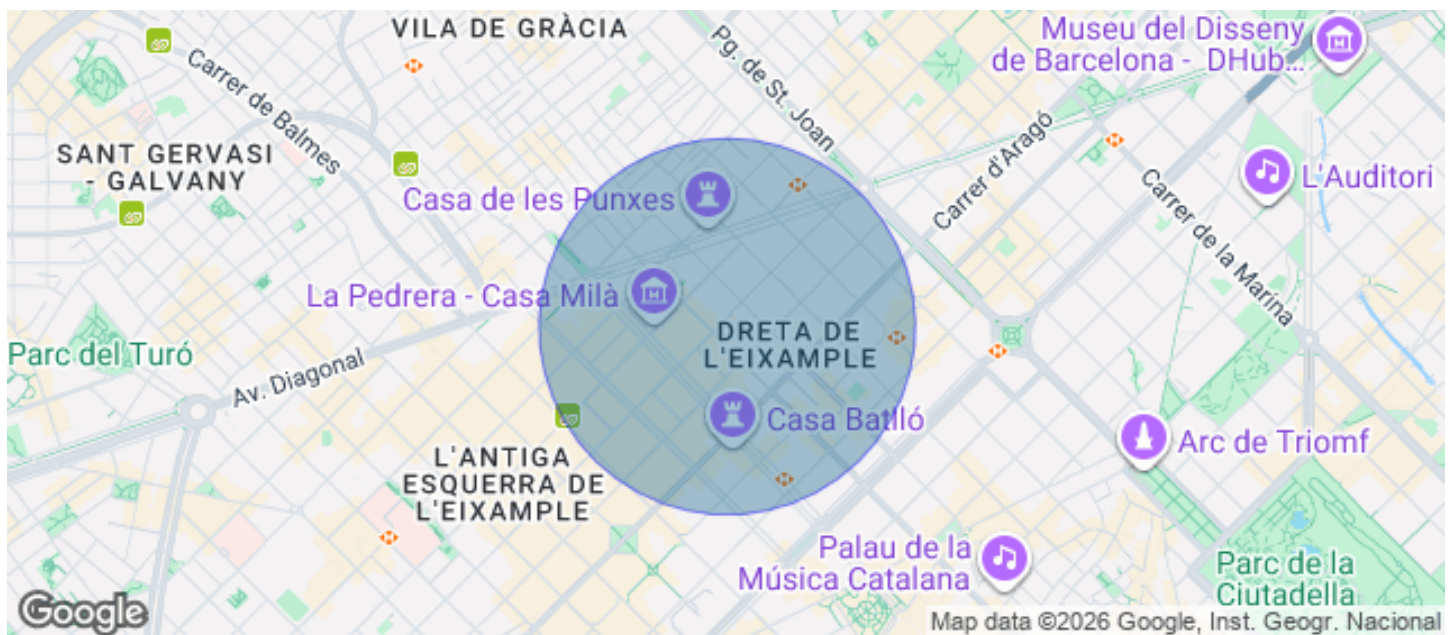 VILA DE GRÀCIA
Pg. de St. Joan
Museu del Disseny
de Barcelona - DHub...
Carrer de Balmes
Carrer d'Aragó
SANT GERVASI
- GALVANY
Casa de les Punxes
L'Auditori
Carrer de la Marina
La Pedrera - Casa Milà
DRETA DE
L'EIXAMPLE
Parc del Turó
Av. Diagonal
Casa Batlló
Arc de Triomf
L'ANTIGA
ESQUERRA DE
L'EIXAMPLE
Palau de la
Música Catalana
Parc de la
Ciutadella
Google
Map data ©2026 Google, Inst. Geogr. Nacional